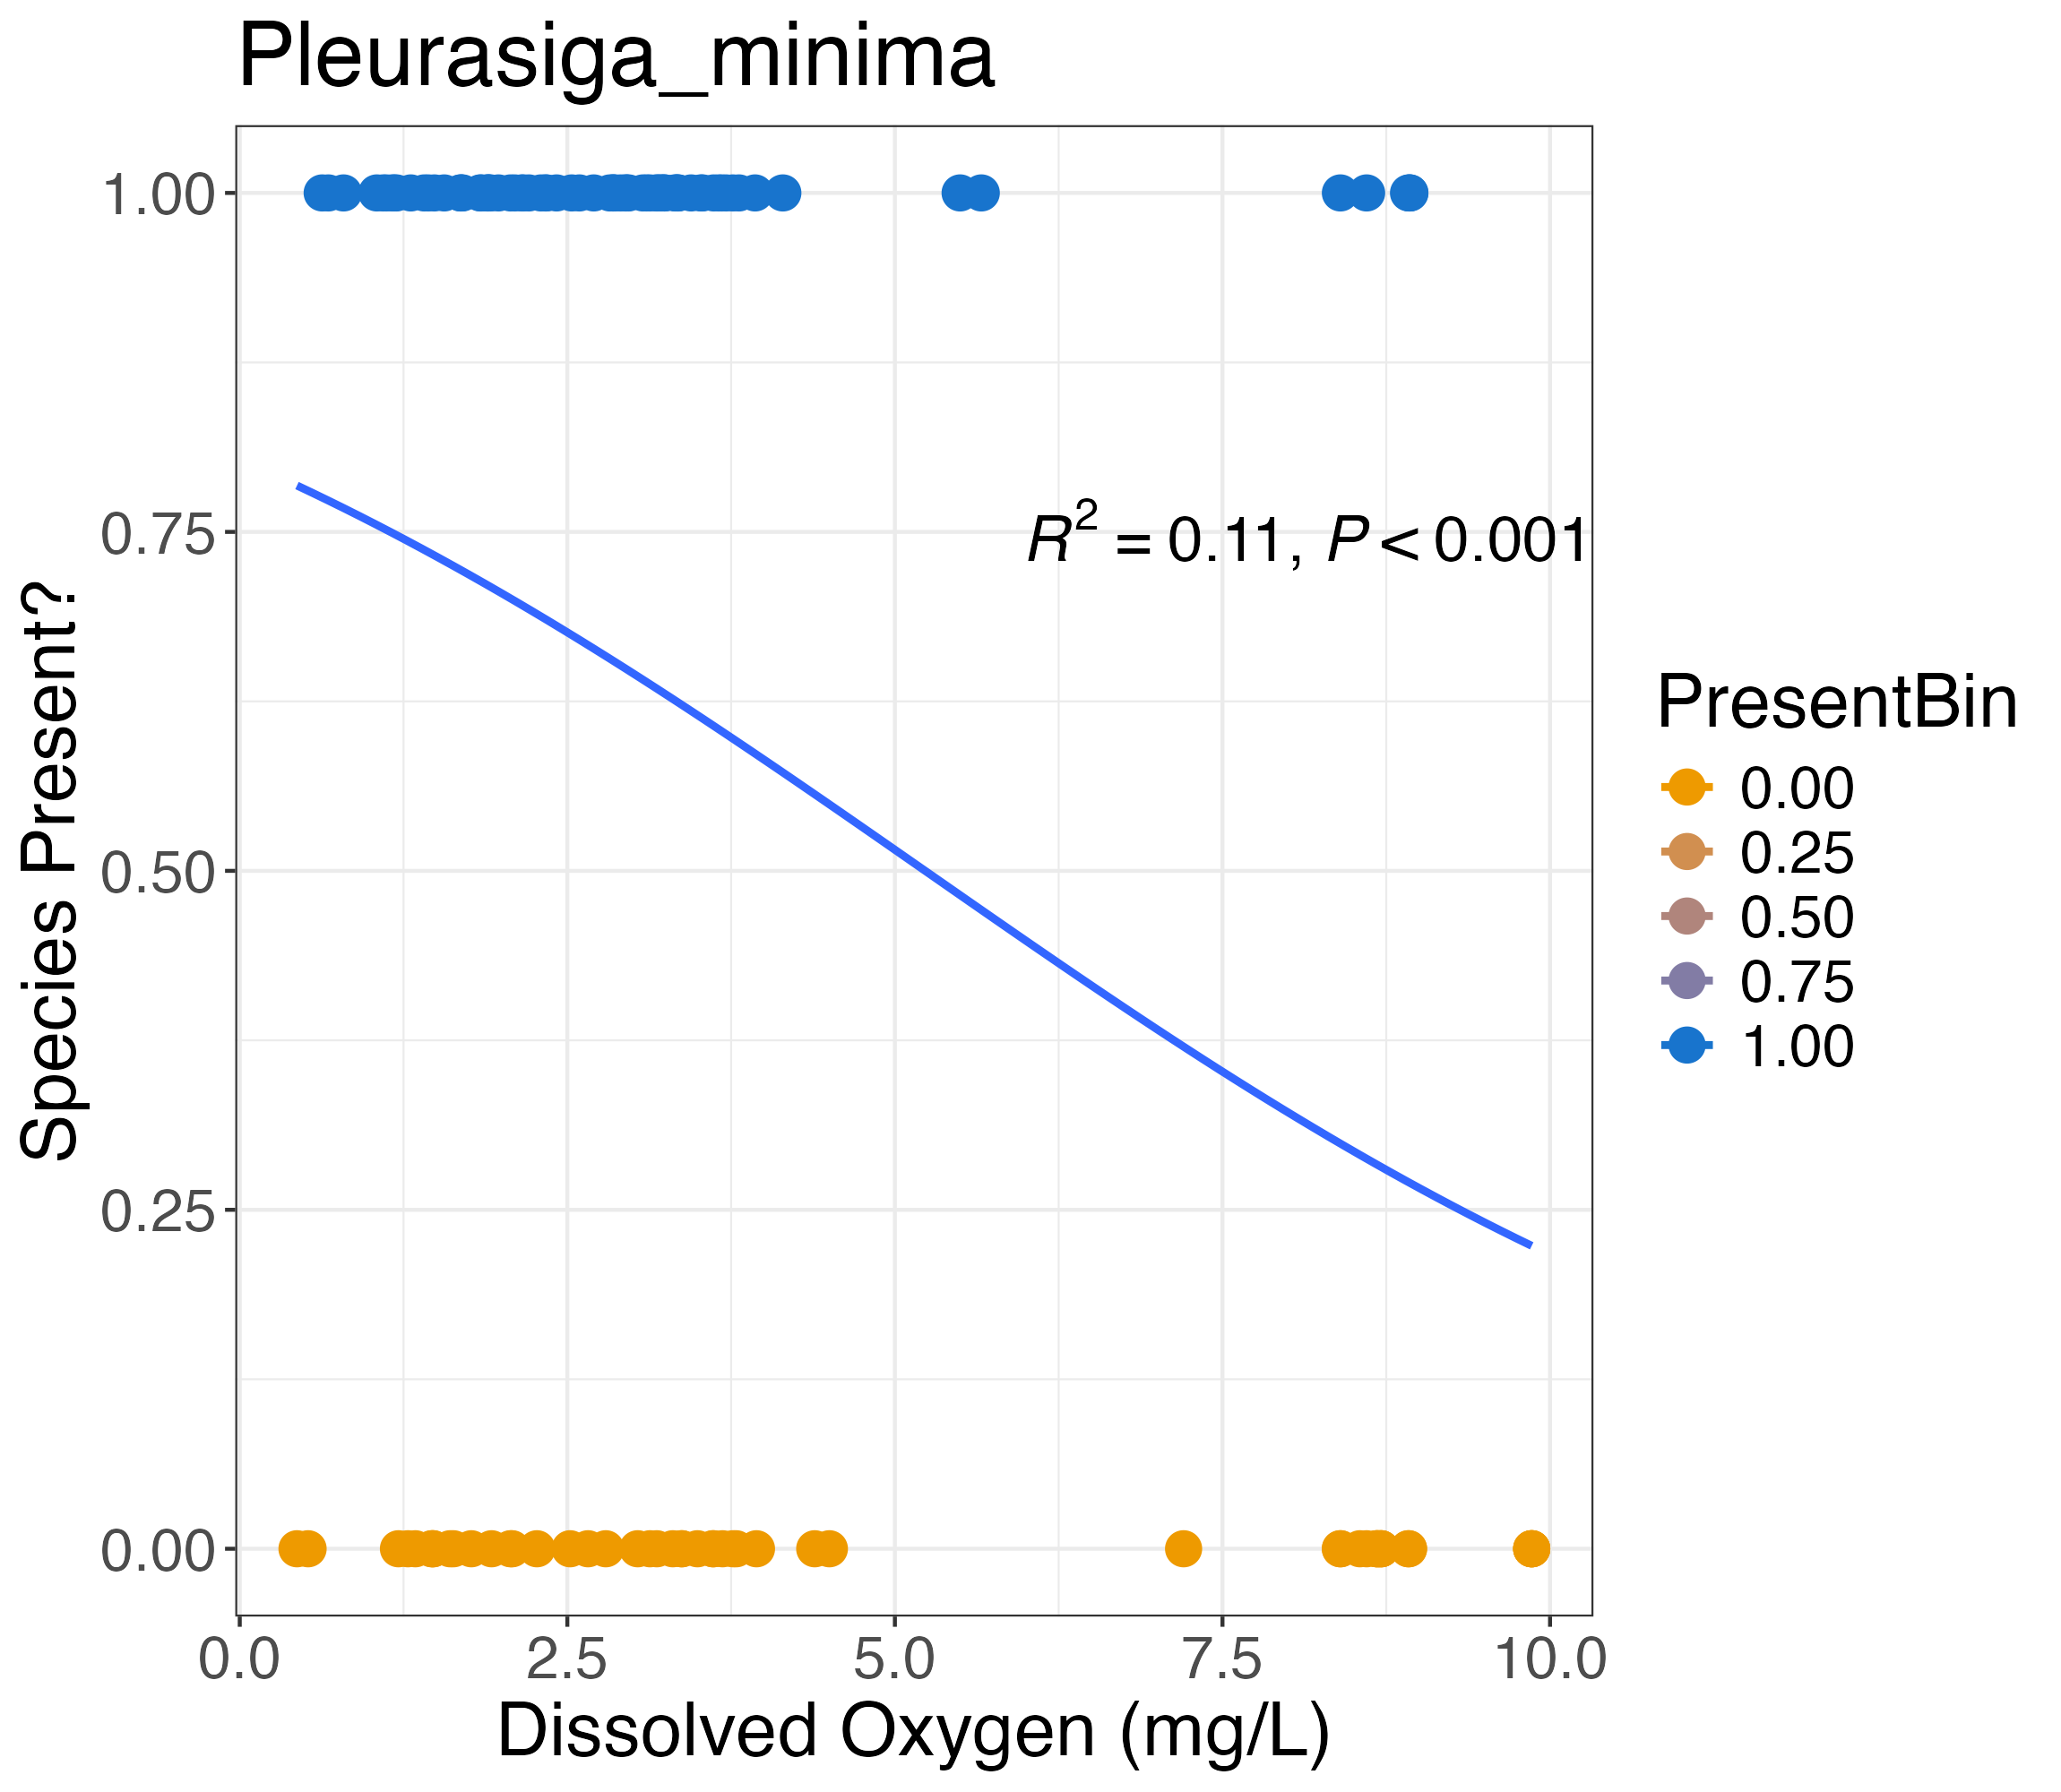 Pleurasiga_minima
1.00
0.75
0.50
0.25
0.00
Species Present?
R² = 0.11, P < 0.001
0.0 2.5 5.0 7.5 10.0
Dissolved Oxygen (mg/L)
PresentBin
0.00
0.25
0.50
0.75
1.00